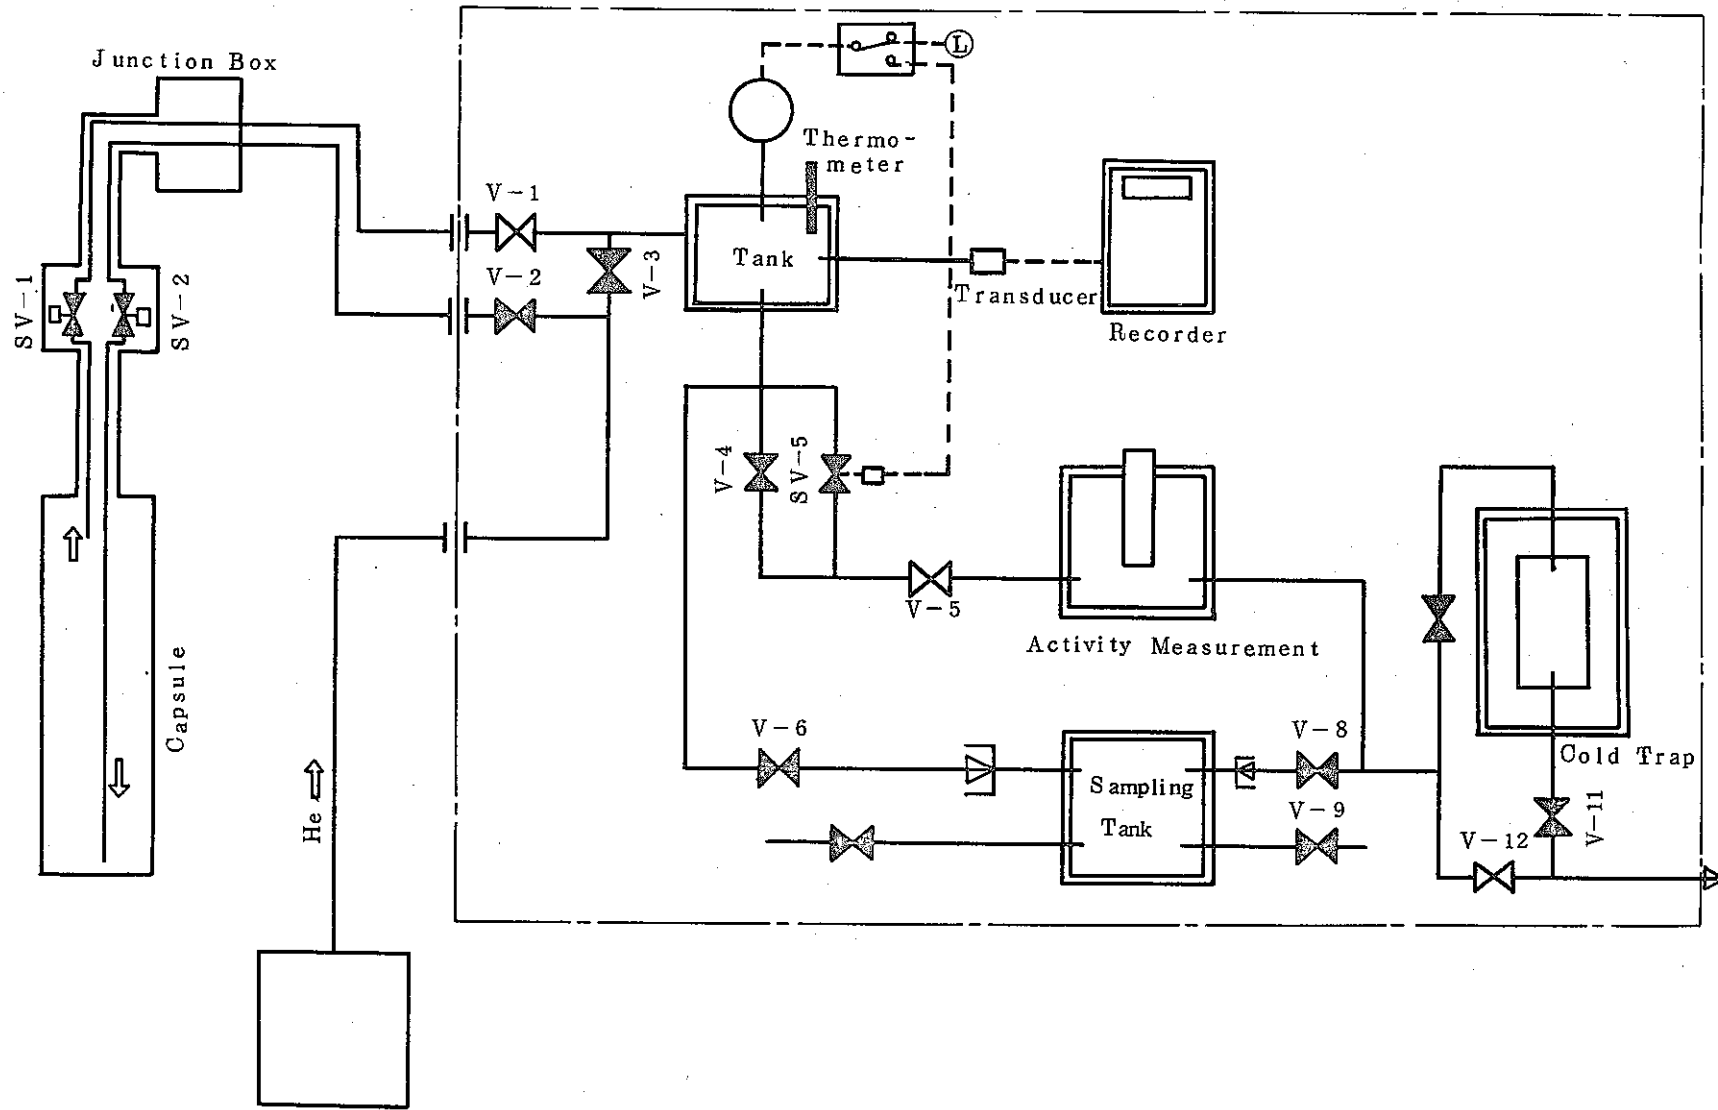 Junction Box
L
Thermo-
meter
V-1
V-2
V-3
Tank
SV-1
SV-2
Transducer
Recorder
V-4
SV-5
V-5
Activity Measurement
Capsule
V-6
V-8
Cold Trap
Sampling
Tank
V-9
V-11
V-12
He